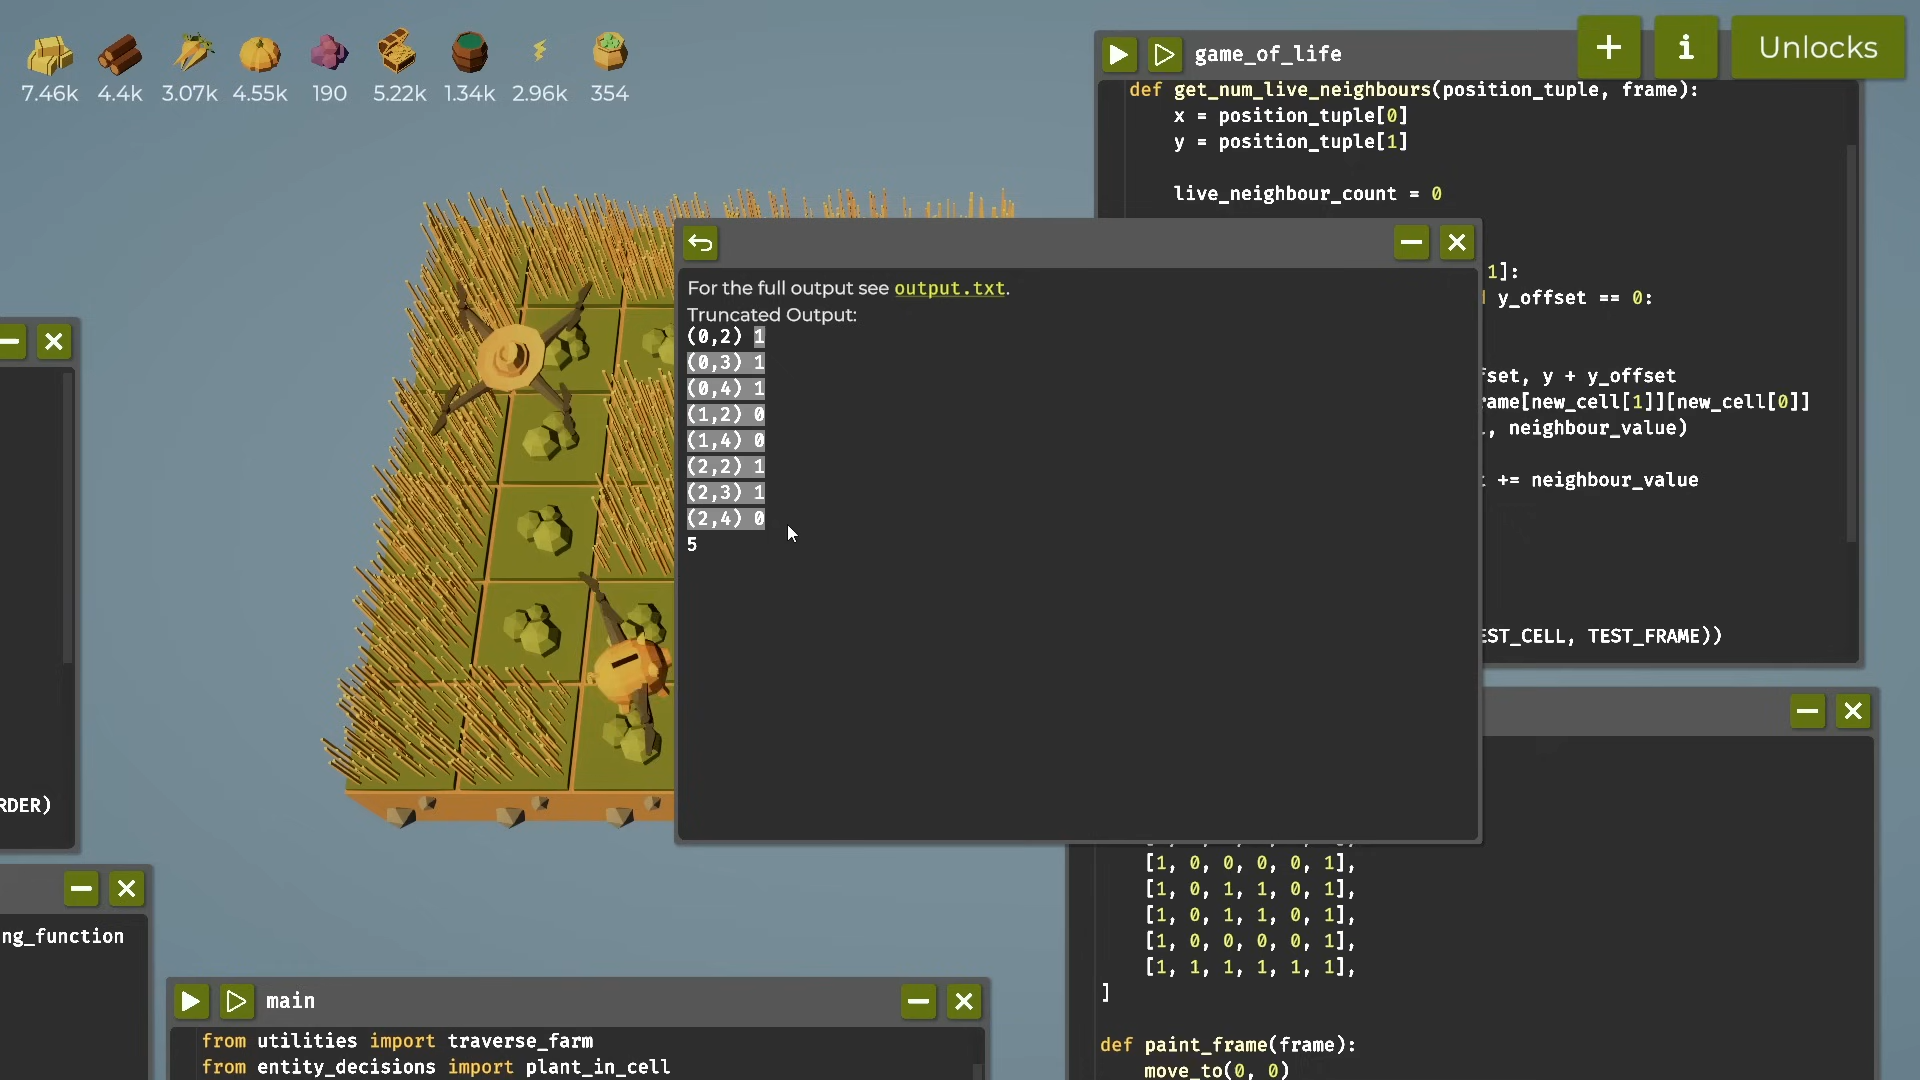 7.46k 4.4k 3.07k 4.55k 190 5.22k 1.34k 2.96k 354
+ i Unlocks
game_of_life
def get_num_live_neighbours(position_tuple, frame):
x = position_tuple[0]
y = position_tuple[1]
live_neighbour_count = 0
1]:
y_offset == 0:
set, y + y_offset
rame[new_cell[1]][new_cell[0]]
, neighbour_value)
+= neighbour_value
EST_CELL, TEST_FRAME))
For the full output see output.txt.
Truncated Output:
(0,2) 1
(0,3) 1
(0,4) 1
(1,2) 0
(1,4) 0
(2,2) 1
(2,3) 1
(2,4) 0
5
RDER)
ng_function
[1, 0, 0, 0, 0, 1],
[1, 0, 1, 1, 0, 1],
[1, 0, 1, 1, 0, 1],
[1, 0, 0, 0, 0, 1],
[1, 1, 1, 1, 1, 1],
]
def paint_frame(frame):
move_to(0, 0)
main
from utilities import traverse_farm
from entity_decisions import plant_in_cell